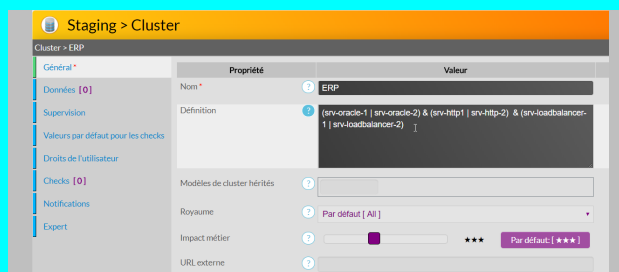 Staging > Cluster
Cluster > ERP
Général *
Données [0]
Supervision
Valeurs par défaut pour les checks
Droits de l'utilisateur
Checks [0]
Notifications
Expert
Propriété Valeur
Nom * ? ERP
Définition ? (srv-oracle-1 | srv-oracle-2) & (srv-http1 | srv-http-2) & (srv-loadbalancer-
1 | srv-loadbalancer-2)
Modèles de cluster hérités ?
Royaume ? Par défaut [ All ]
Impact métier ? ★★★ Par défaut: [ ★★★ ]
URL externe ?